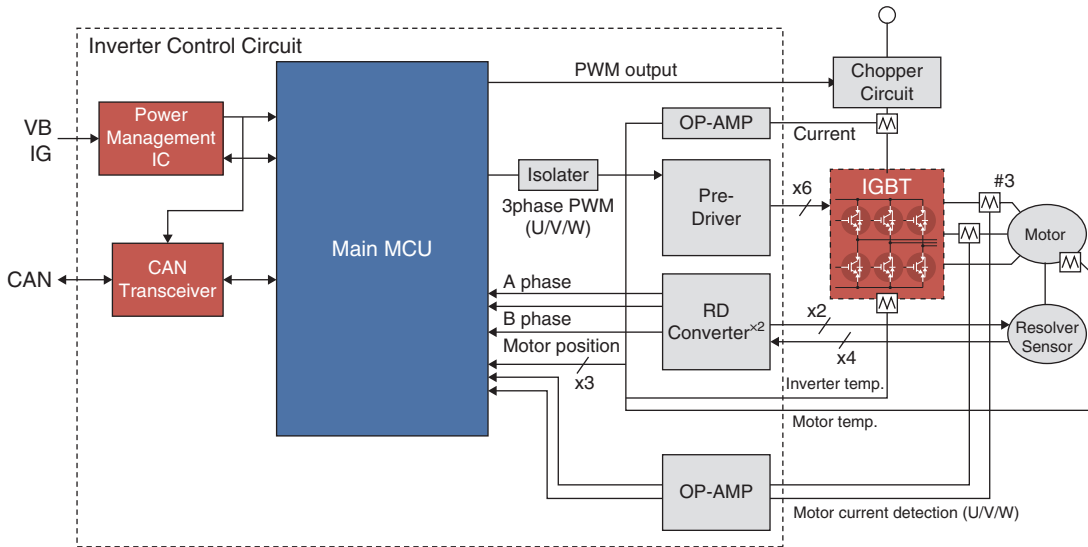 Inverter Control Circuit
PWM output
Chopper
Circuit
Power
Management
IC
VB
IG
OP-AMP
Current
Isolater
3phase PWM
(U/V/W)
Pre-
Driver
x6
IGBT
#3
Motor
Main MCU
CAN
CAN
Transceiver
A phase
B phase
Motor position
x3
RD
Converter×2
x2
x4
Resolver
Sensor
Inverter temp.
Motor temp.
OP-AMP
Motor current detection (U/V/W)